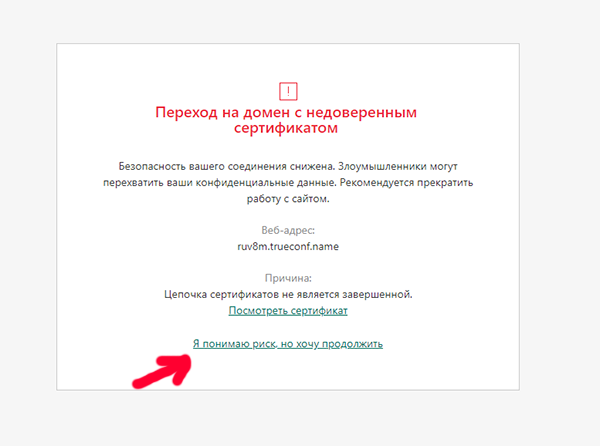 !
Переход на домен с недоверенным
сертификатом
Безопасность вашего соединения снижена. Злоумышленники могут
перехватить ваши конфиденциальные данные. Рекомендуется прекратить
работу с сайтом.
Веб-адрес:
ruv8m.trueconf.name
Причина:
Цепочка сертификатов не является завершенной.
Посмотреть сертификат
Я понимаю риск, но хочу продолжить